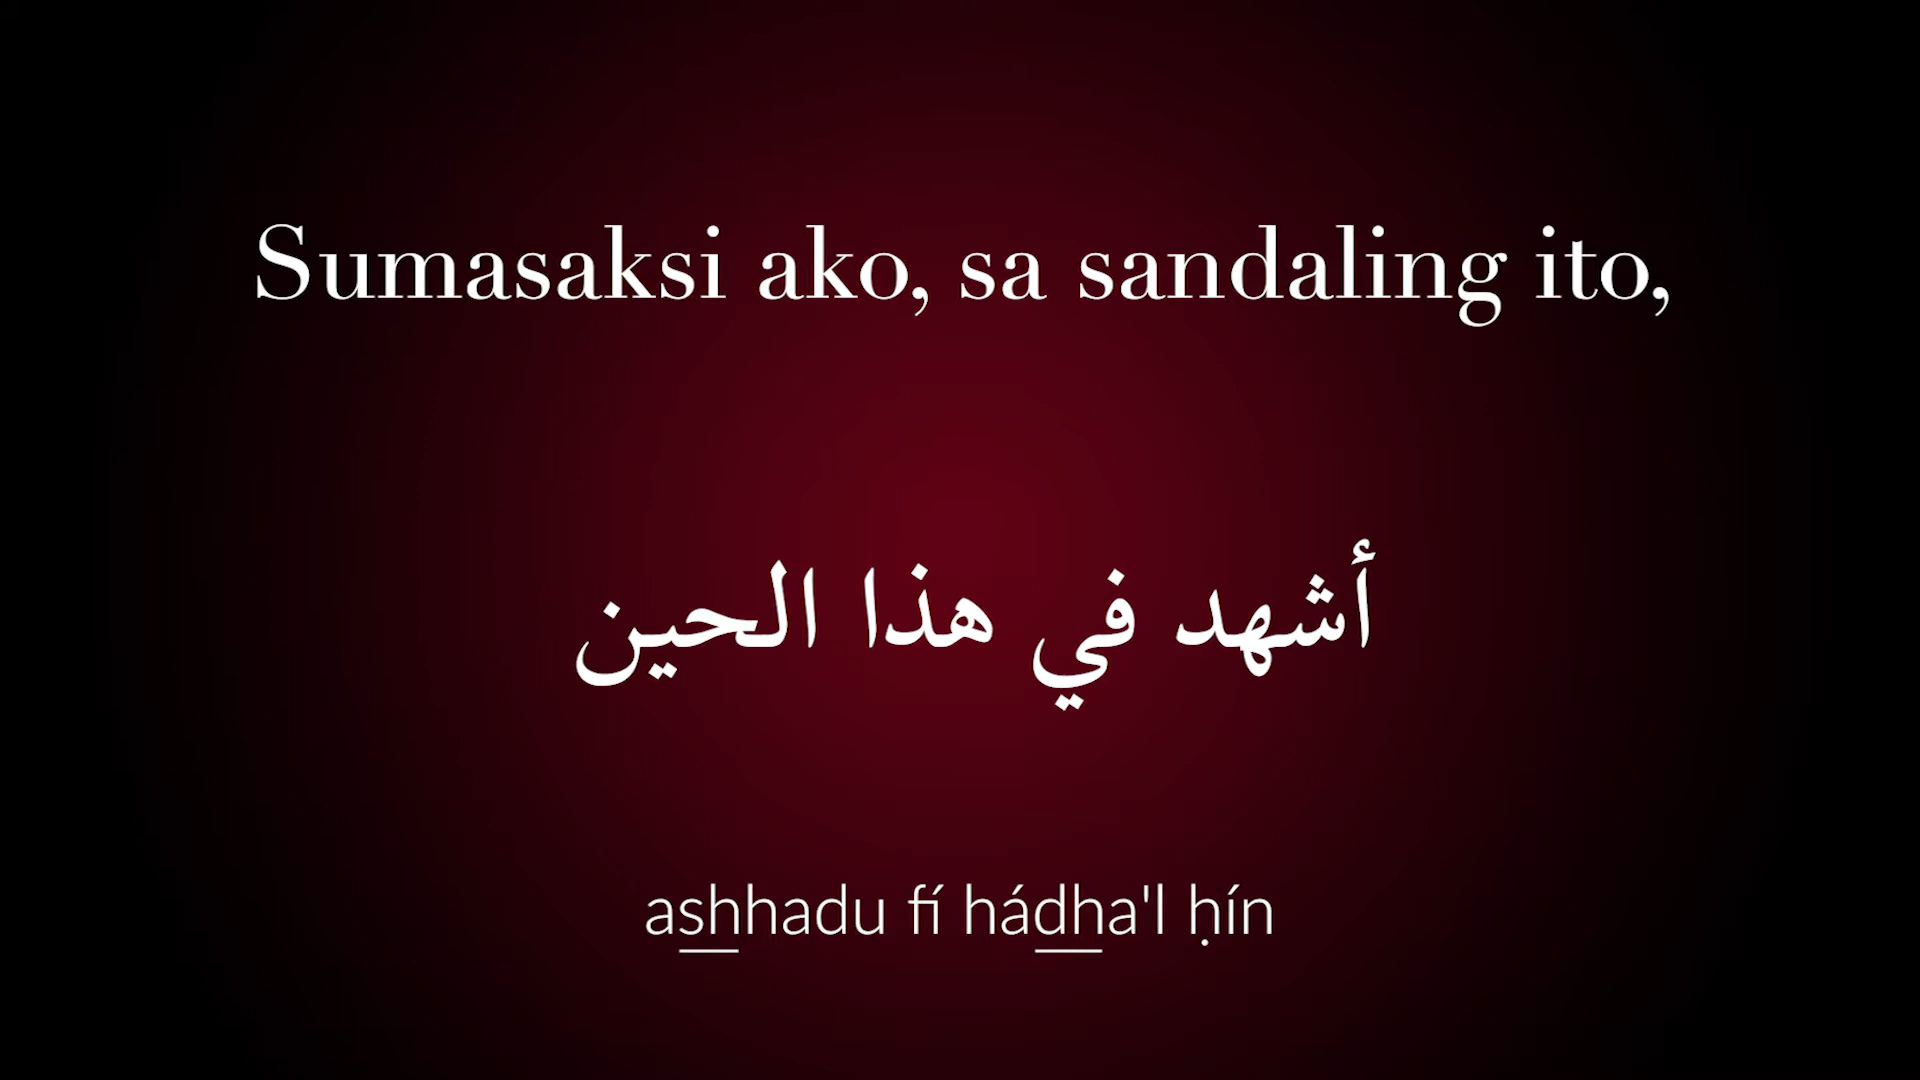 Sumasaksi ako, sa sandaling ito,
أشهد في هذا الحين
ashhadu fí hádha'l ḥín